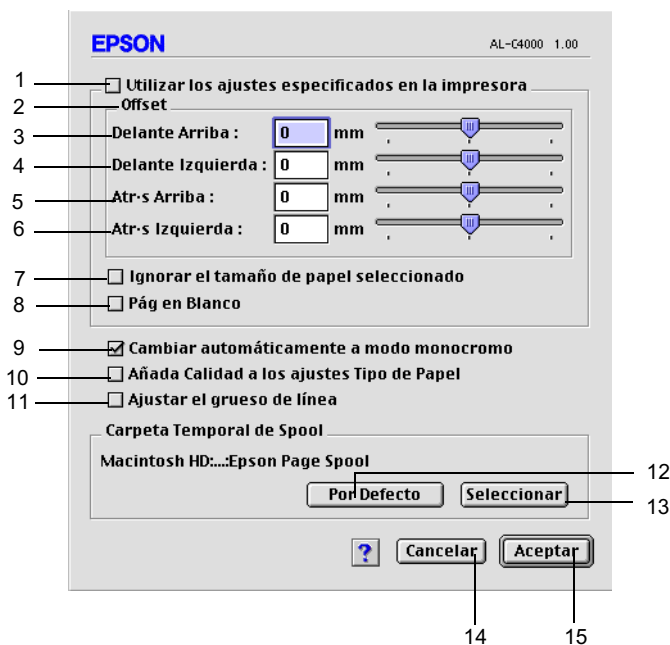 EPSON AL-C4000 1.00
1 Utilizar los ajustes especificados en la impresora
2 Offset
3 Delante Arriba : 0 mm
4 Delante Izquierda : 0 mm
5 Atr·s Arriba : 0 mm
6 Atr·s Izquierda : 0 mm
7 Ignorar el tamaño de papel seleccionado
8 Pág en Blanco
9 Cambiar automáticamente a modo monocromo
10 Añada Calidad a los ajustes Tipo de Papel
11 Ajustar el grueso de línea
Carpeta Temporal de Spool
Macintosh HD:...:Epson Page Spool
12
Por Defecto Seleccionar
13
? Cancelar Aceptar
14 15